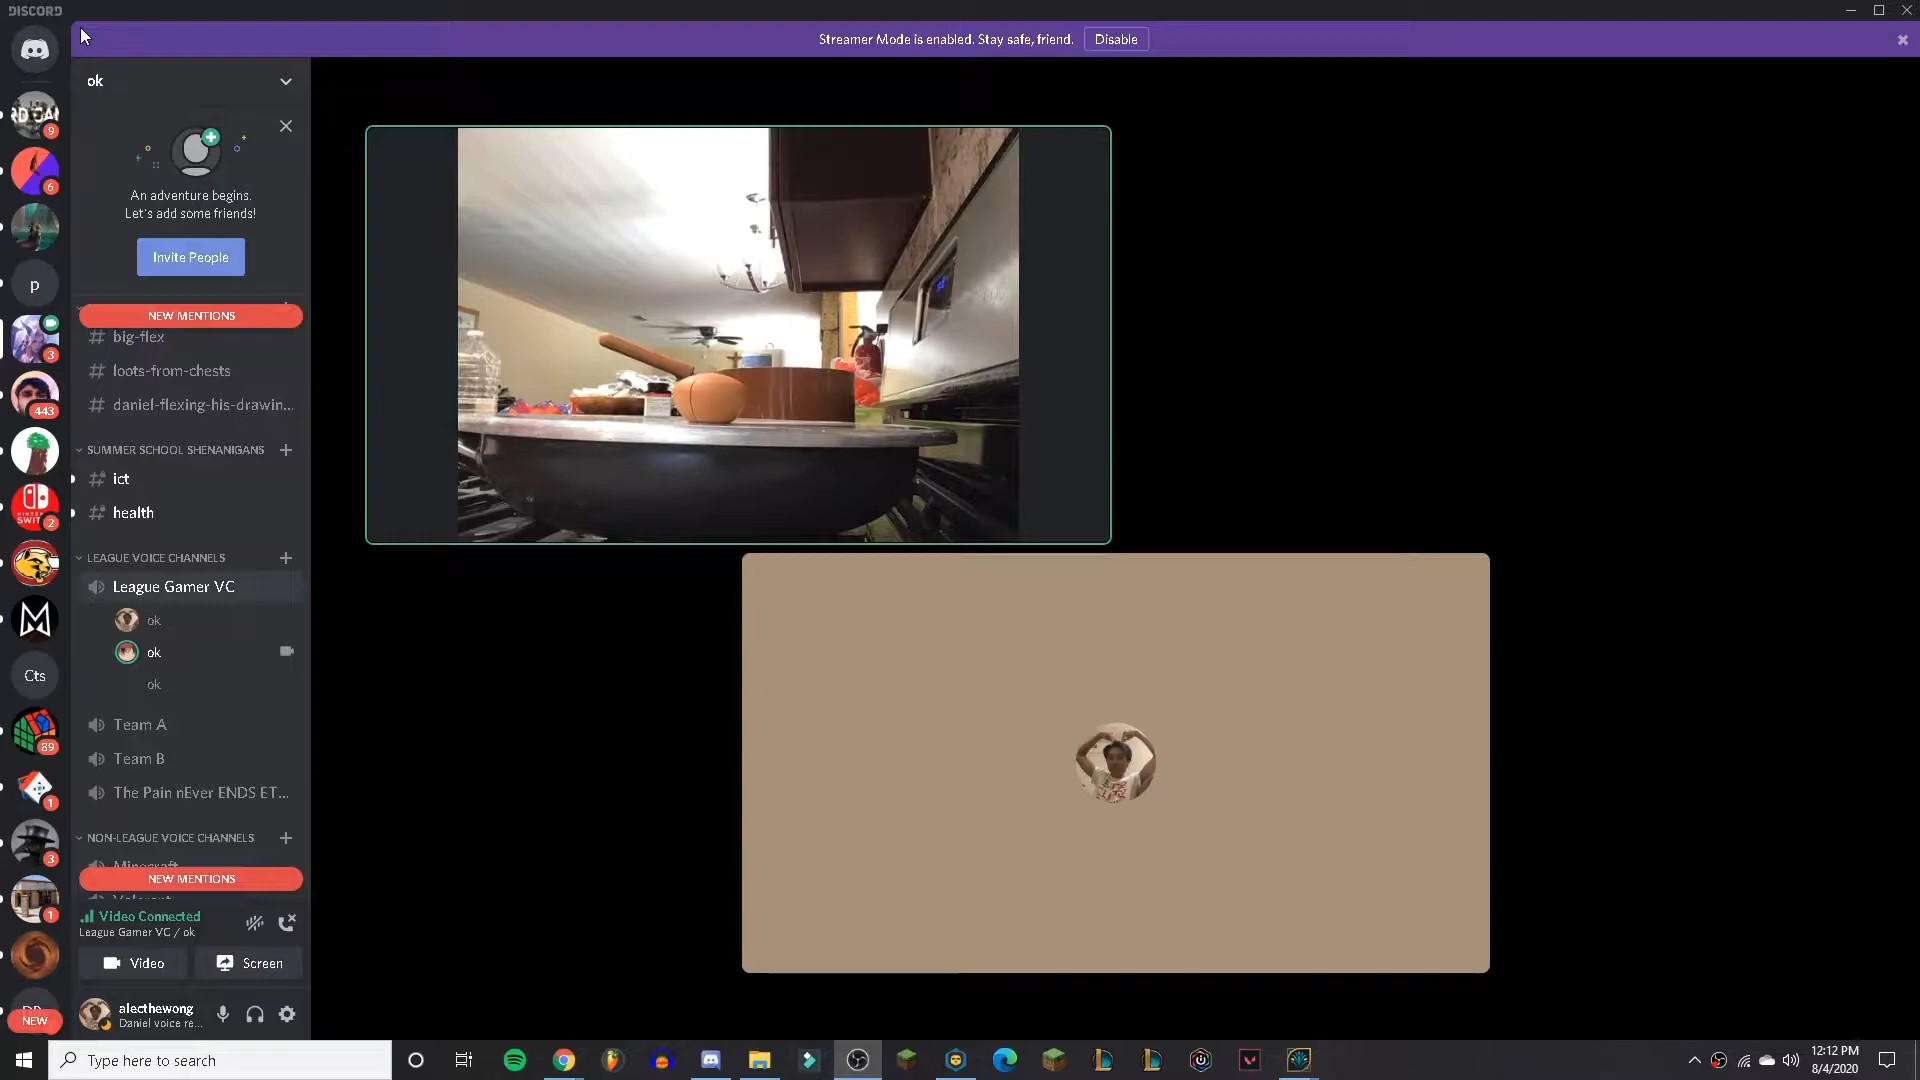 DISCORD
Streamer Mode is enabled. Stay safe, friend.
Disable
ok
An adventure begins.
Let's add some friends!
Invite People
NEW MENTIONS
big-flex
loots-from-chests
daniel-flexing-his-drawin...
SUMMER SCHOOL SHENANIGANS
ict
health
LEAGUE VOICE CHANNELS
League Gamer VC
ok
ok
ok
Team A
Team B
The Pain nEver ENDS ET...
NON-LEAGUE VOICE CHANNELS
Minecraft
NEW MENTIONS
Valorant
Video Connected
League Gamer VC / ok
Video
Screen
alecthewong
Daniel voice re...
9
6
p
3
443
2
Cts
89
1
3
1
NEW
Type here to search
12:12 PM
8/4/2020